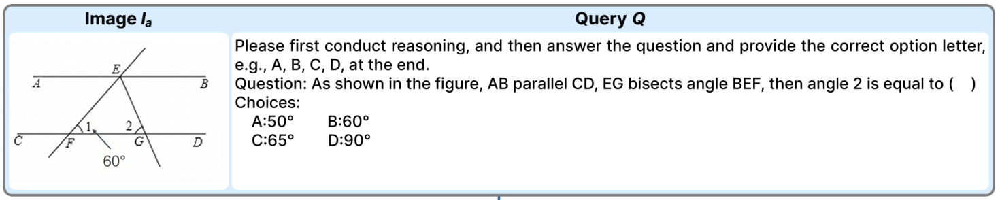 Image Ia
Query Q
E
A
B
1
2
C
F
G
D
60°
Please first conduct reasoning, and then answer the question and provide the correct option letter,
e.g., A, B, C, D, at the end.
Question: As shown in the figure, AB parallel CD, EG bisects angle BEF, then angle 2 is equal to ( )
Choices:
A:50° B:60°
C:65° D:90°